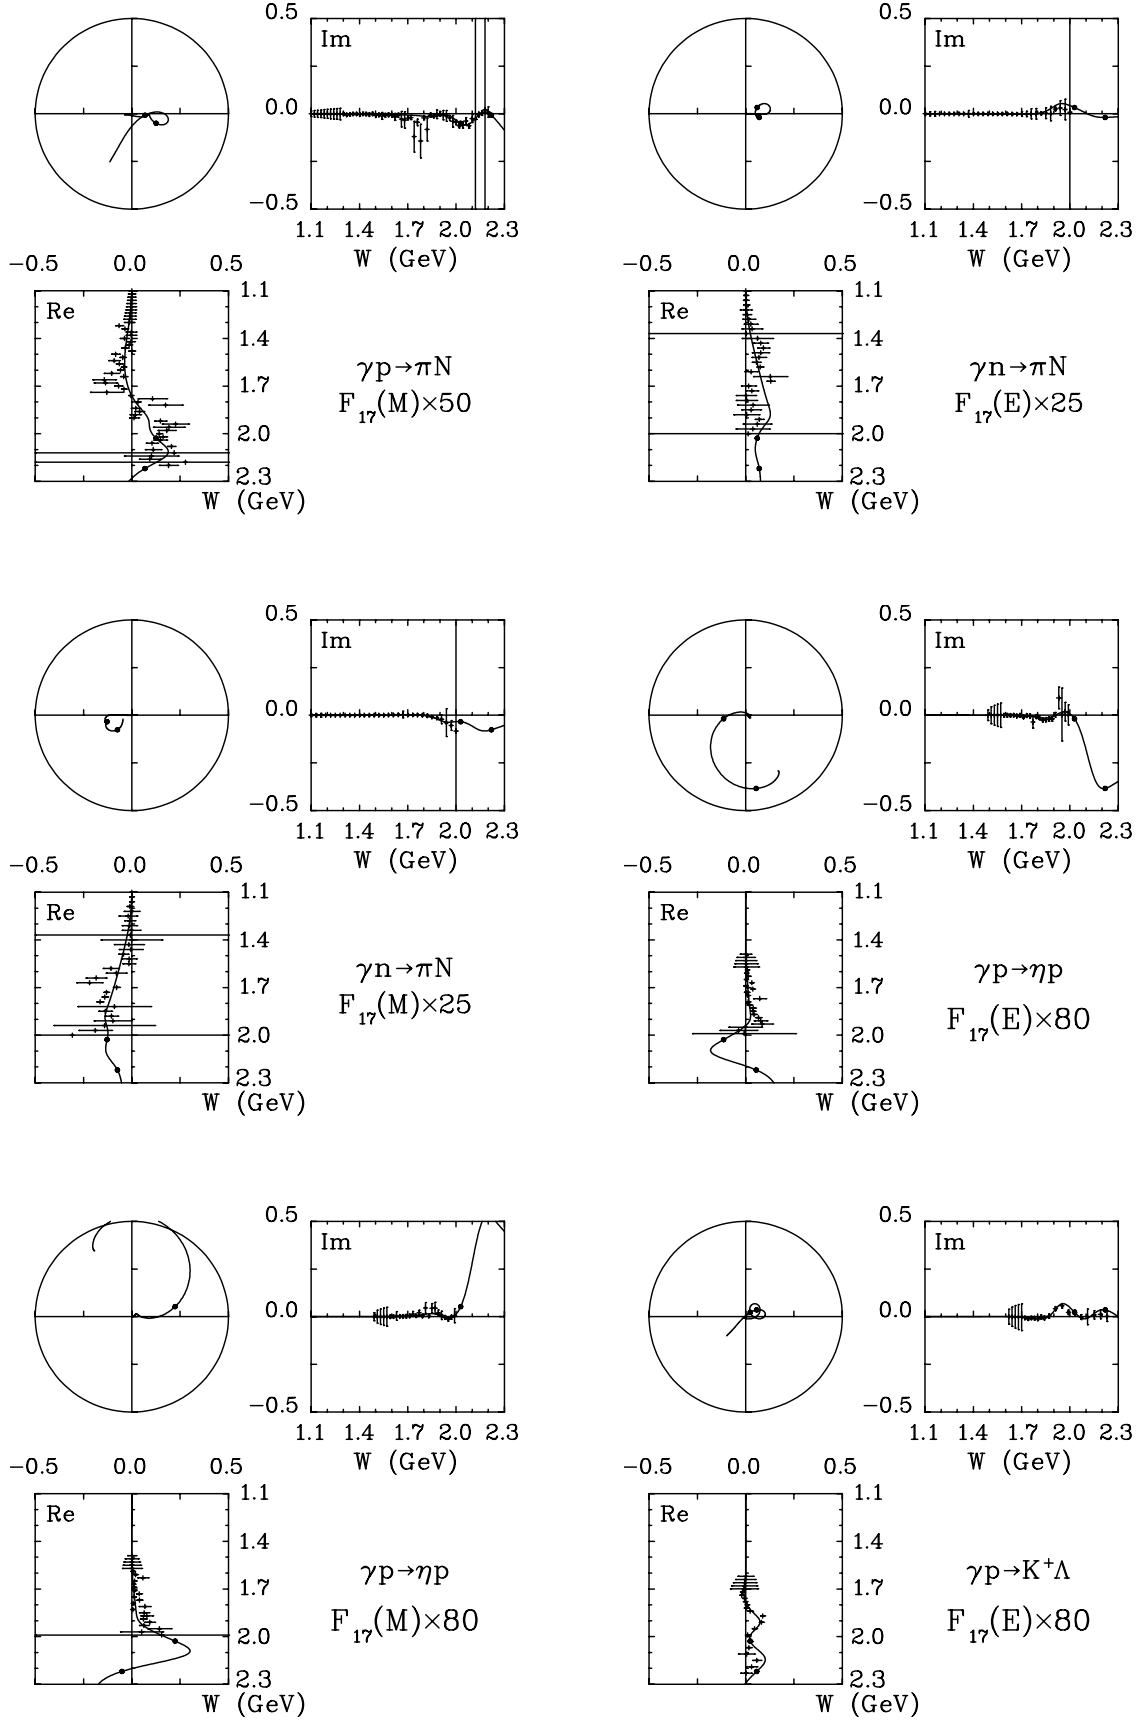 0.5 0.5
Im Im
0.0 0.0
−0.5 −0.5
1.1 1.4 1.7 2.0 2.3 1.1 1.4 1.7 2.0 2.3
W (GeV) W (GeV)
−0.5 0.0 0.5 −0.5 0.0 0.5
Re 1.1 Re 1.1
1.4 1.4
γp→πN γn→πN
1.7 1.7
F₁₇(M)×50 F₁₇(E)×25
2.0 2.0
2.3 2.3
W (GeV) W (GeV)
0.5 0.5
Im Im
0.0 0.0
−0.5 −0.5
1.1 1.4 1.7 2.0 2.3 1.1 1.4 1.7 2.0 2.3
W (GeV) W (GeV)
−0.5 0.0 0.5 −0.5 0.0 0.5
Re 1.1 Re 1.1
1.4 1.4
γn→πN γp→ηp
1.7 1.7
F₁₇(M)×25 F₁₇(E)×80
2.0 2.0
2.3 2.3
W (GeV) W (GeV)
0.5 0.5
Im Im
0.0 0.0
−0.5 −0.5
1.1 1.4 1.7 2.0 2.3 1.1 1.4 1.7 2.0 2.3
W (GeV) W (GeV)
−0.5 0.0 0.5 −0.5 0.0 0.5
Re 1.1 Re 1.1
1.4 1.4
γp→ηp γp→K⁺Λ
1.7 1.7
F₁₇(M)×80 F₁₇(E)×80
2.0 2.0
2.3 2.3
W (GeV) W (GeV)